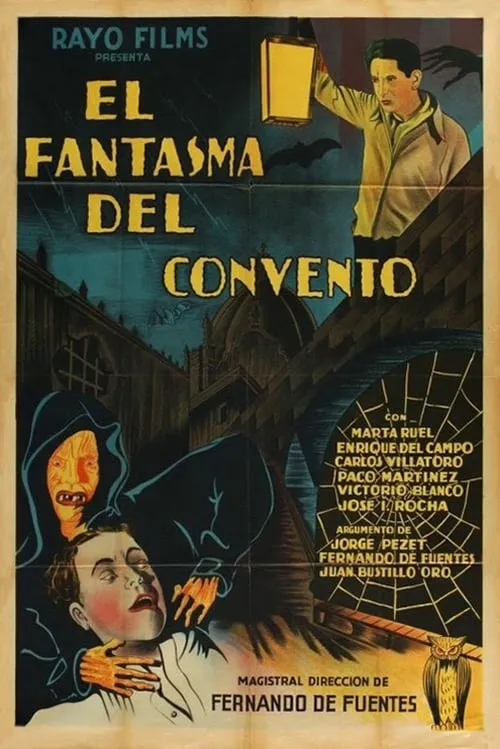 RAYO FILMS
PRESENTA
EL
FANTASMA
DEL
CONVENTO
CON
MARTA RUEL
ENRIQUE DEL CAMPO
CARLOS VILLATORO
PACO MARTINEZ
VICTORIO BLANCO
JOSE I. ROCHA
ARGUMENTO DE
JORGE PEZET
FERNANDO DE FUENTES
JUAN BUSTILLO ORO
MAGISTRAL DIRECCION DE
FERNANDO DE FUENTES